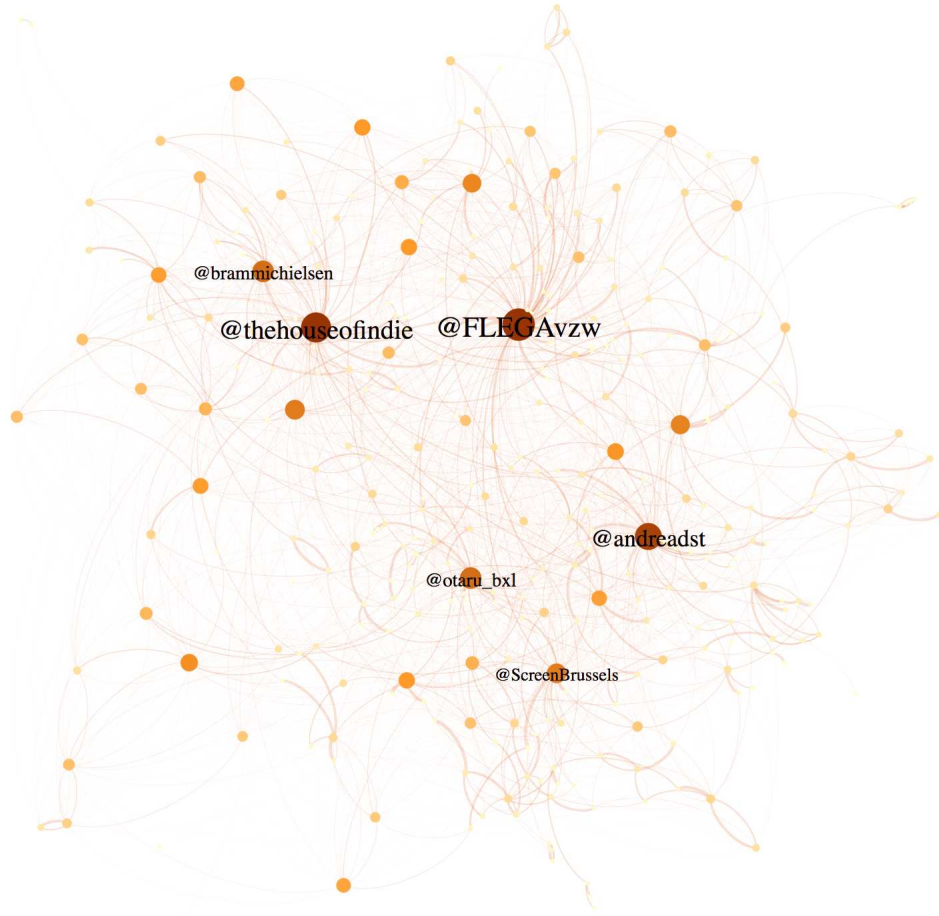 @brammichielsen
@thehouseofindie
@FLEGAvzw
@andreadst
@otaru_bxl
@ScreenBrussels